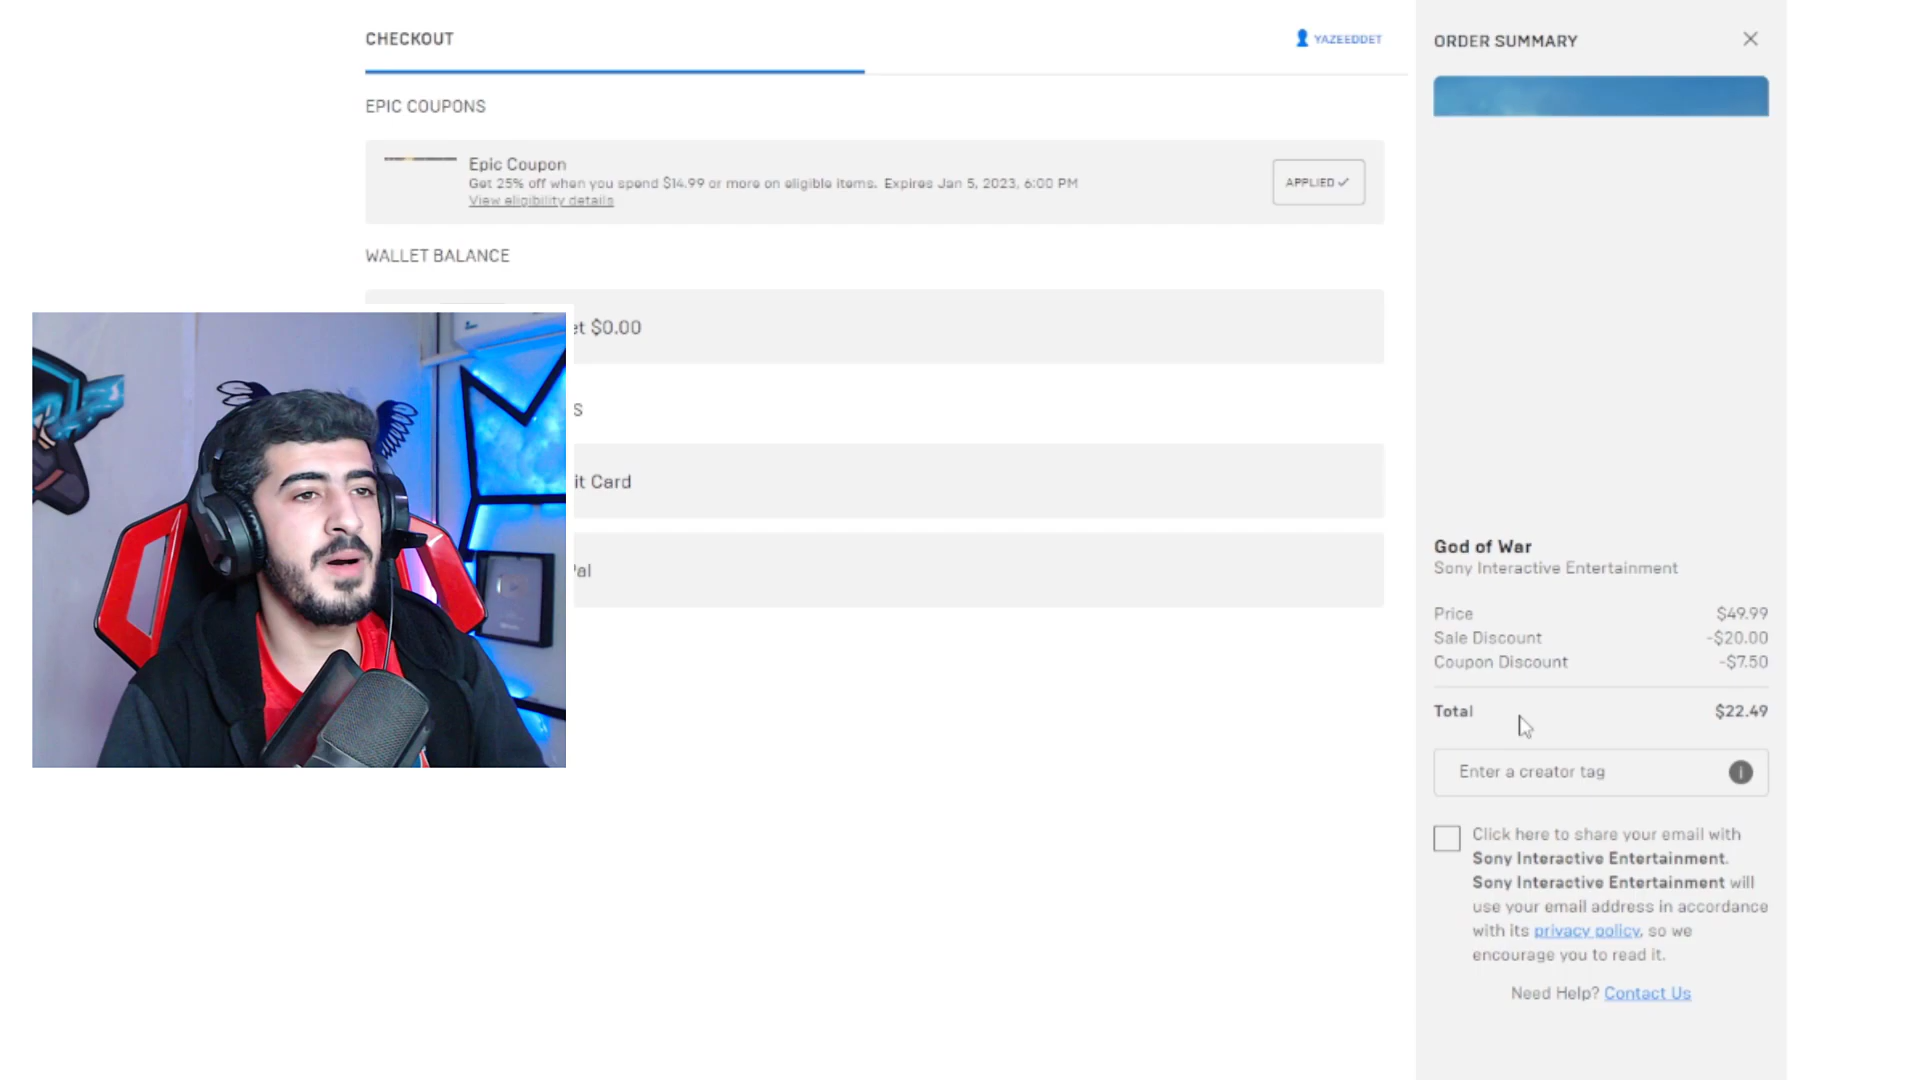 CHECKOUT
YAZEEDDET
EPIC COUPONS
Epic Coupon
Get 25% off when you spend $14.99 or more on eligible items. Expires Jan 5, 2023, 6:00 PM
View eligibility details
APPLIED ✓
WALLET BALANCE
et $0.00
S
it Card
Pal
ORDER SUMMARY
God of War
Sony Interactive Entertainment
Price $49.99
Sale Discount -$20.00
Coupon Discount -$7.50
Total $22.49
Enter a creator tag
Click here to share your email with
Sony Interactive Entertainment.
Sony Interactive Entertainment will
use your email address in accordance
with its privacy policy, so we
encourage you to read it.
Need Help? Contact Us